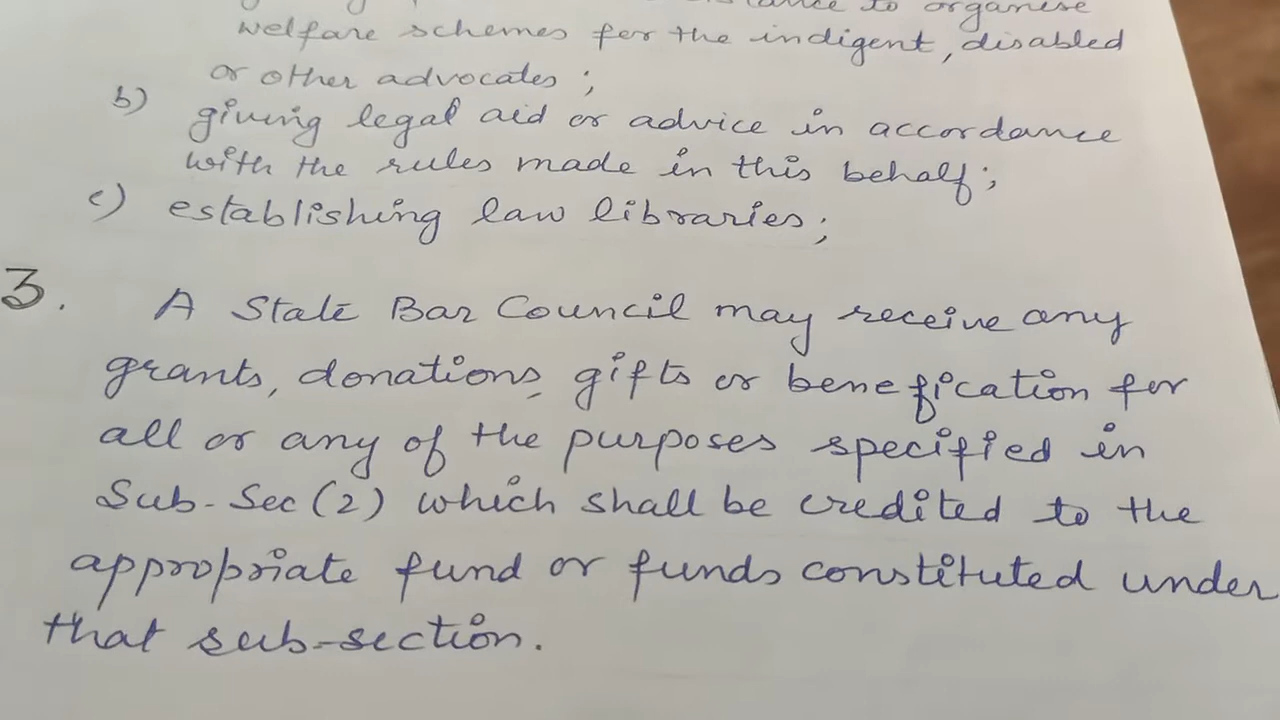 to organise
welfare schemes for the indigent, disabled
or other advocates;
b) giving legal aid or advice in accordance
with the rules made in this behalf;
c) establishing law libraries;
3. A State Bar Council may receive any
grants, donations, gifts or benefication for
all or any of the purposes specified in
Sub-Sec (2) which shall be credited to the
appropriate fund or funds constituted under
that sub-section.